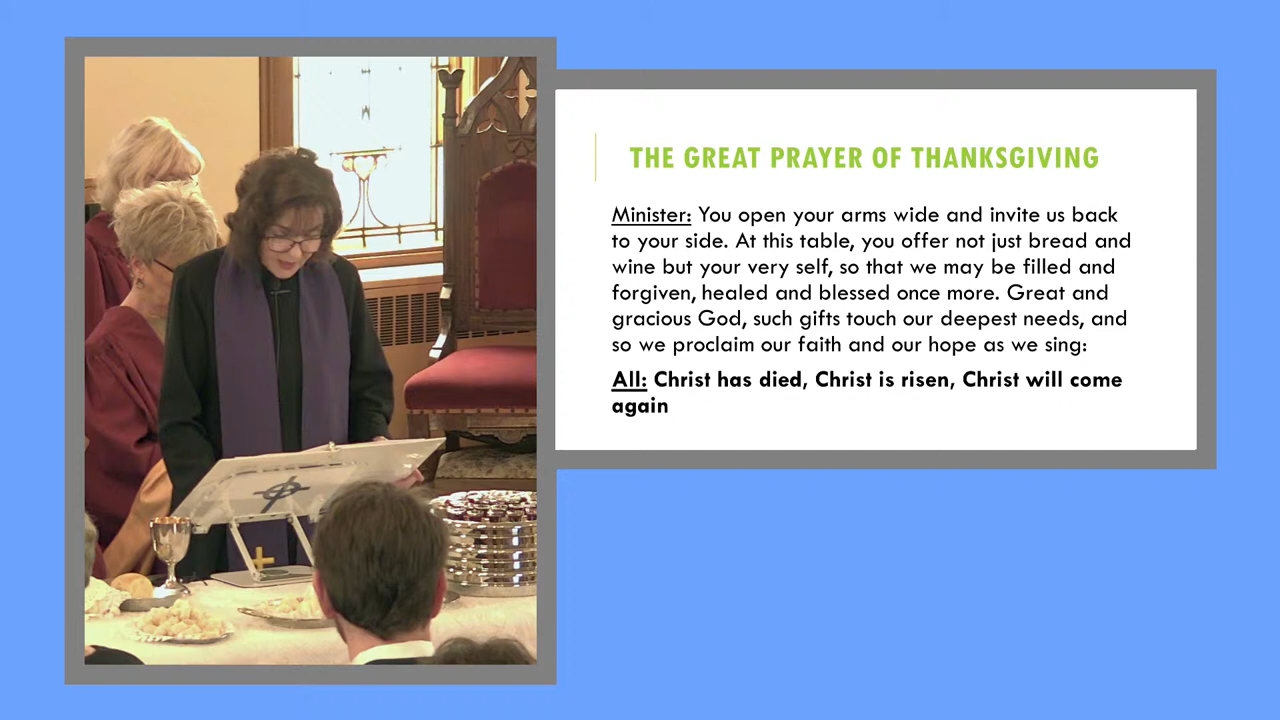 THE GREAT PRAYER OF THANKSGIVING
Minister: You open your arms wide and invite us back
to your side. At this table, you offer not just bread and
wine but your very self, so that we may be filled and
forgiven, healed and blessed once more. Great and
gracious God, such gifts touch our deepest needs, and
so we proclaim our faith and our hope as we sing:
All: Christ has died, Christ is risen, Christ will come
again